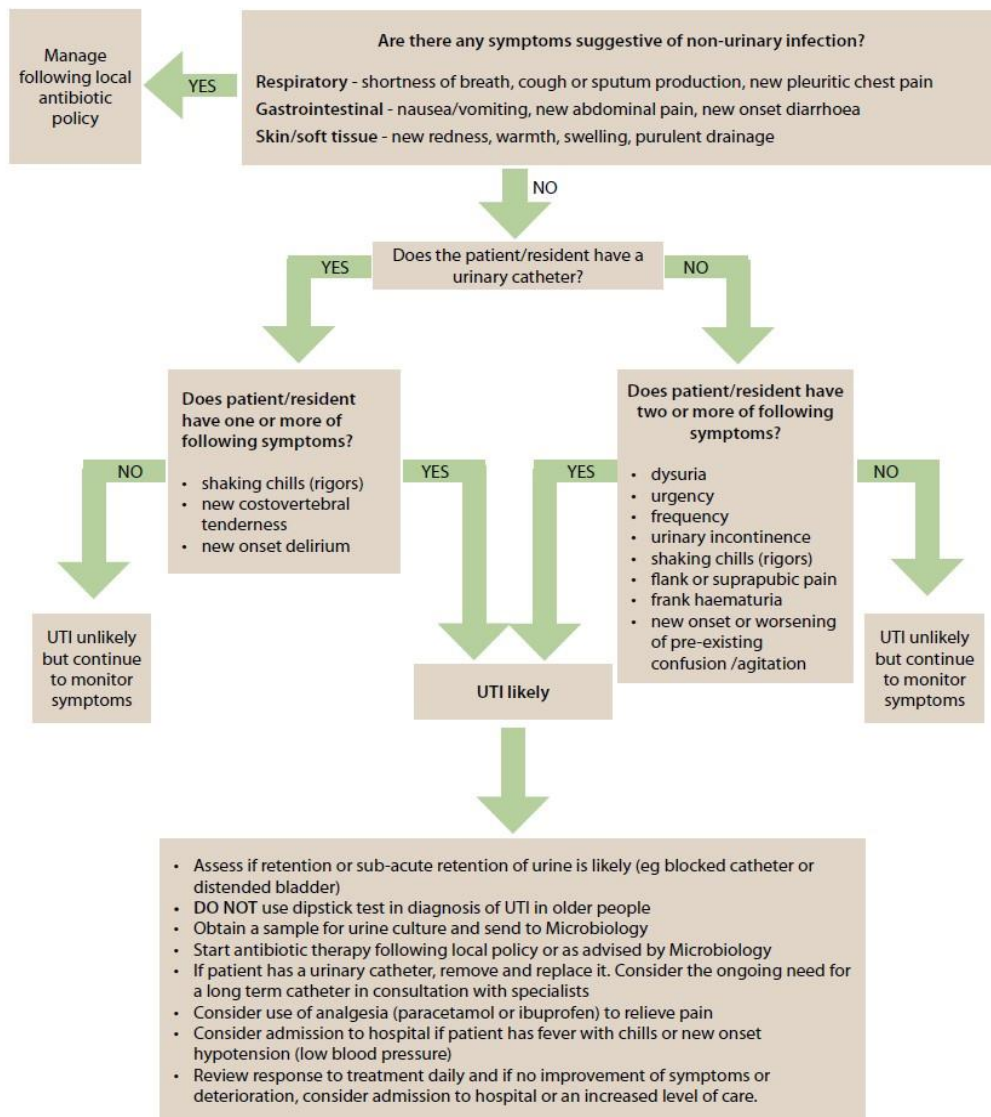 Manage
following local
antibiotic
policy
YES
Are there any symptoms suggestive of non-urinary infection?
Respiratory - shortness of breath, cough or sputum production, new pleuritic chest pain
Gastrointestinal - nausea/vomiting, new abdominal pain, new onset diarrhoea
Skin/soft tissue - new redness, warmth, swelling, purulent drainage
NO
Does the patient/resident have a
urinary catheter?
YES
NO
Does patient/resident
have one or more of
following symptoms?
• shaking chills (rigors)
• new costovertebral
tenderness
• new onset delirium
NO
YES
Does patient/resident have
two or more of following
symptoms?
• dysuria
• urgency
• frequency
• urinary incontinence
• shaking chills (rigors)
• flank or suprapubic pain
• frank haematuria
• new onset or worsening
of pre-existing
confusion /agitation
YES
NO
UTI unlikely
but continue
to monitor
symptoms
UTI likely
UTI unlikely
but continue
to monitor
symptoms
• Assess if retention or sub-acute retention of urine is likely (eg blocked catheter or
distended bladder)
• DO NOT use dipstick test in diagnosis of UTI in older people
• Obtain a sample for urine culture and send to Microbiology
• Start antibiotic therapy following local policy or as advised by Microbiology
• If patient has a urinary catheter, remove and replace it. Consider the ongoing need for
a long term catheter in consultation with specialists
• Consider use of analgesia (paracetamol or ibuprofen) to relieve pain
• Consider admission to hospital if patient has fever with chills or new onset
hypotension (low blood pressure)
• Review response to treatment daily and if no improvement of symptoms or
deterioration, consider admission to hospital or an increased level of care.